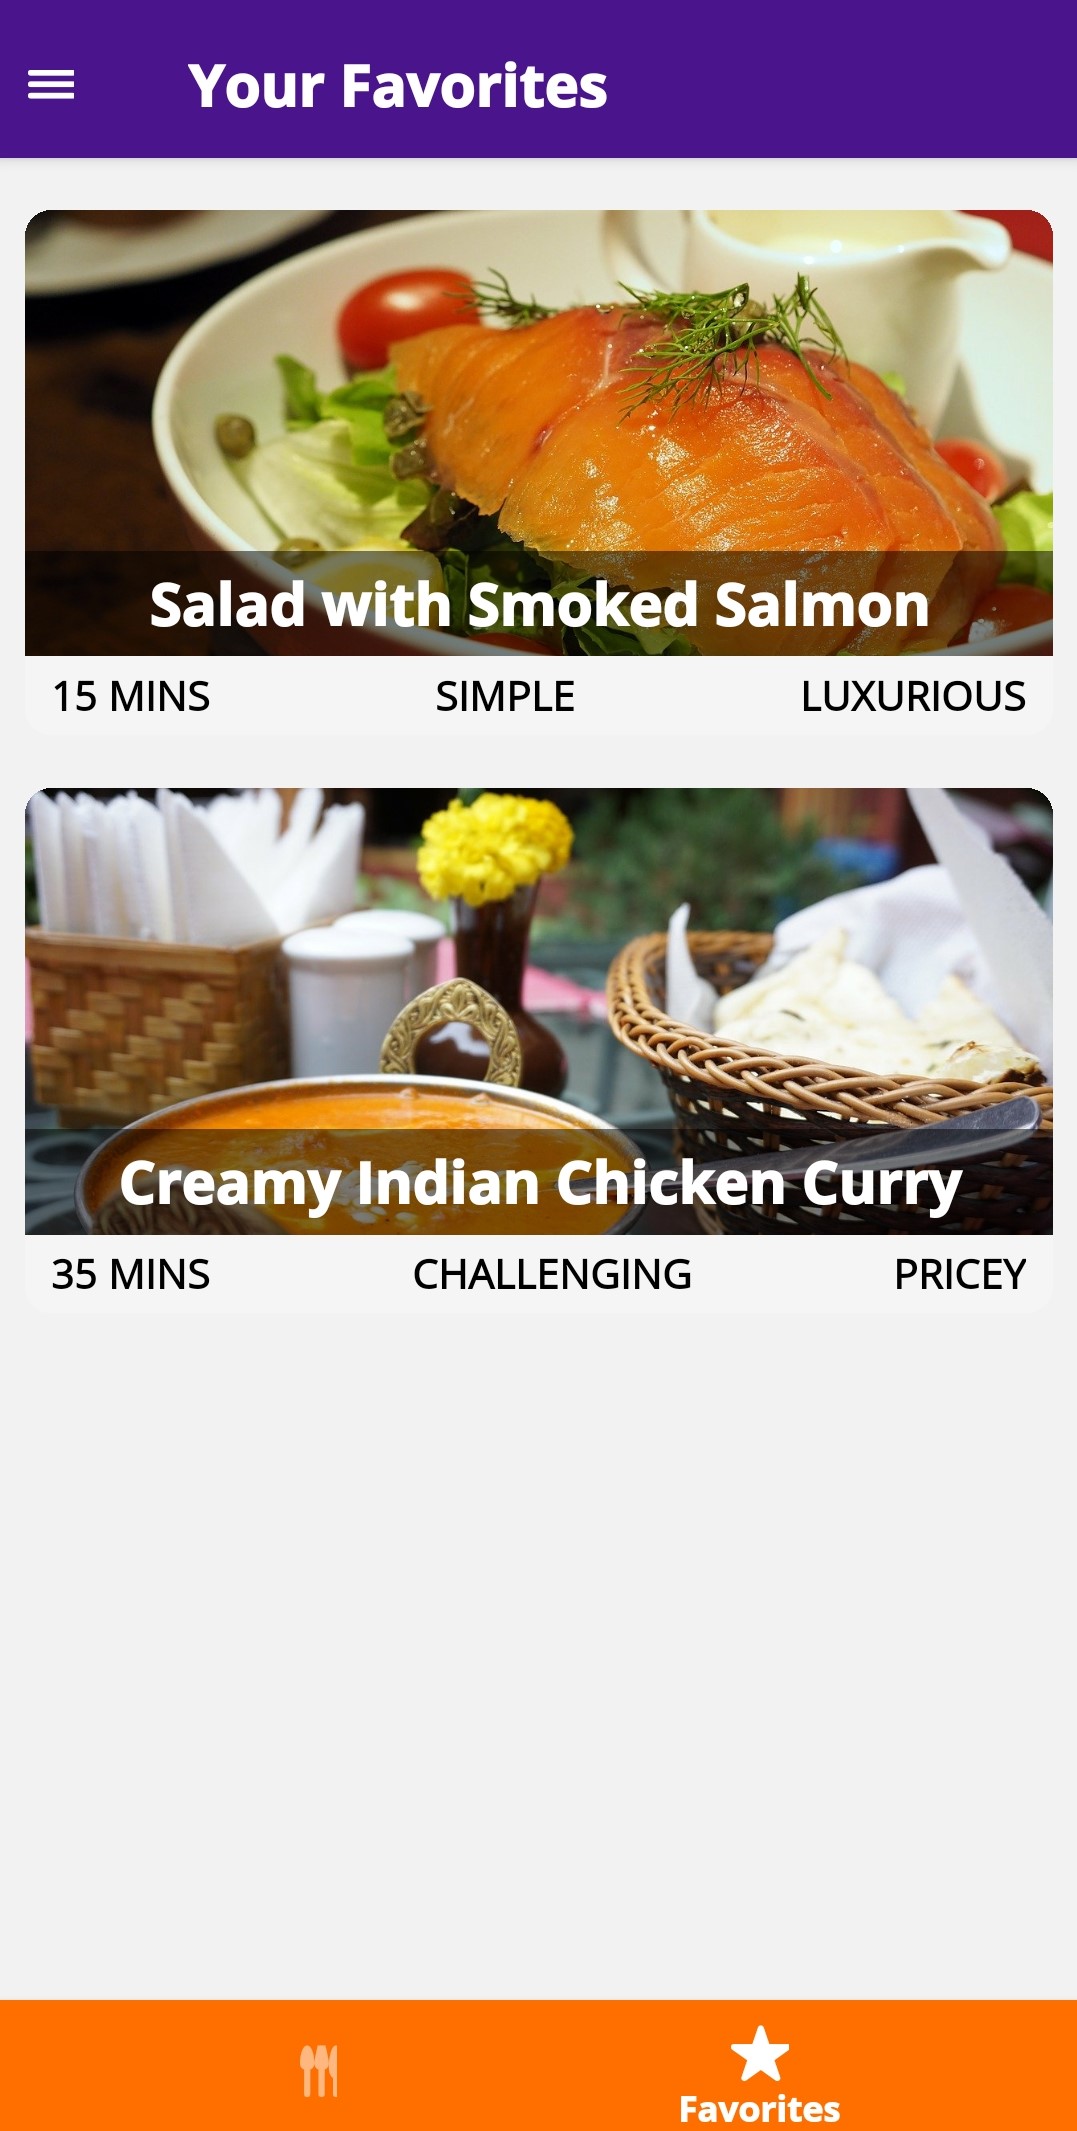 Your Favorites
Salad with Smoked Salmon
15 MINS SIMPLE LUXURIOUS
Creamy Indian Chicken Curry
35 MINS CHALLENGING PRICEY
Favorites